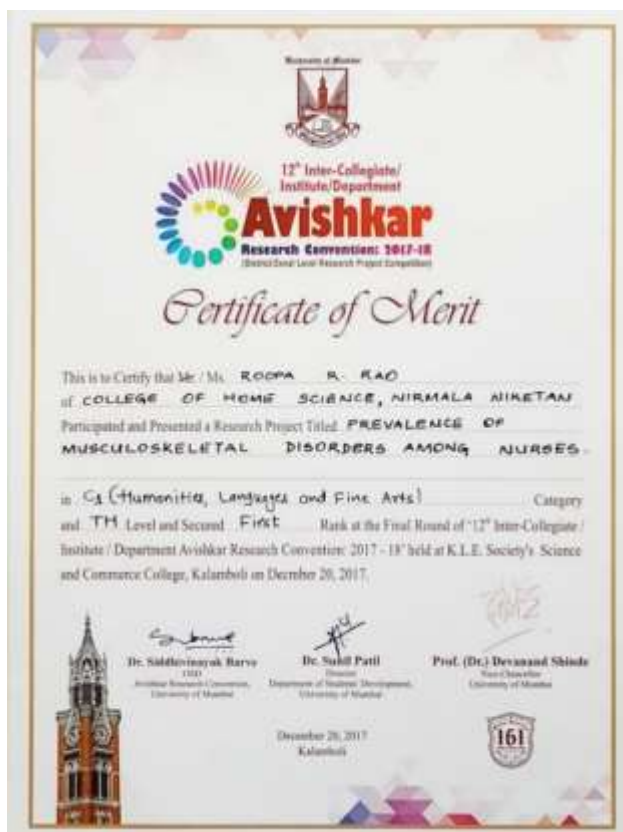 University of Mumbai
12th Inter-Collegiate/
Institute/Department
Avishkar
Research Convention: 2017-18
(District/Zonal Level Research Project Competition)
Certificate of Merit
This is to Certify that Mr. / Ms. ROOPA R. RAO
of COLLEGE OF HOME SCIENCE, NIRMALA NIKETAN
Participated and Presented a Research Project Titled PREVALENCE OF
MUSCULOSKELETAL DISORDERS AMONG NURSES.
in C1 (Humanities, Languages and Fine Arts) Category
and TH Level and Secured First Rank at the Final Round of '12th Inter-Collegiate /
Institute / Department Avishkar Research Convention: 2017 - 18' held at K.L.E. Society's Science
and Commerce College, Kalamboli on Decmber 20, 2017.
Dr. Siddhivinayak Barve
OSD
Avishkar Research Convention,
University of Mumbai
Dr. Sunil Patil
Director
Department of Students' Development,
University of Mumbai
Prof. (Dr.) Devanand Shinde
Vice-Chancellor
University of Mumbai
December 20, 2017
Kalamboli
161